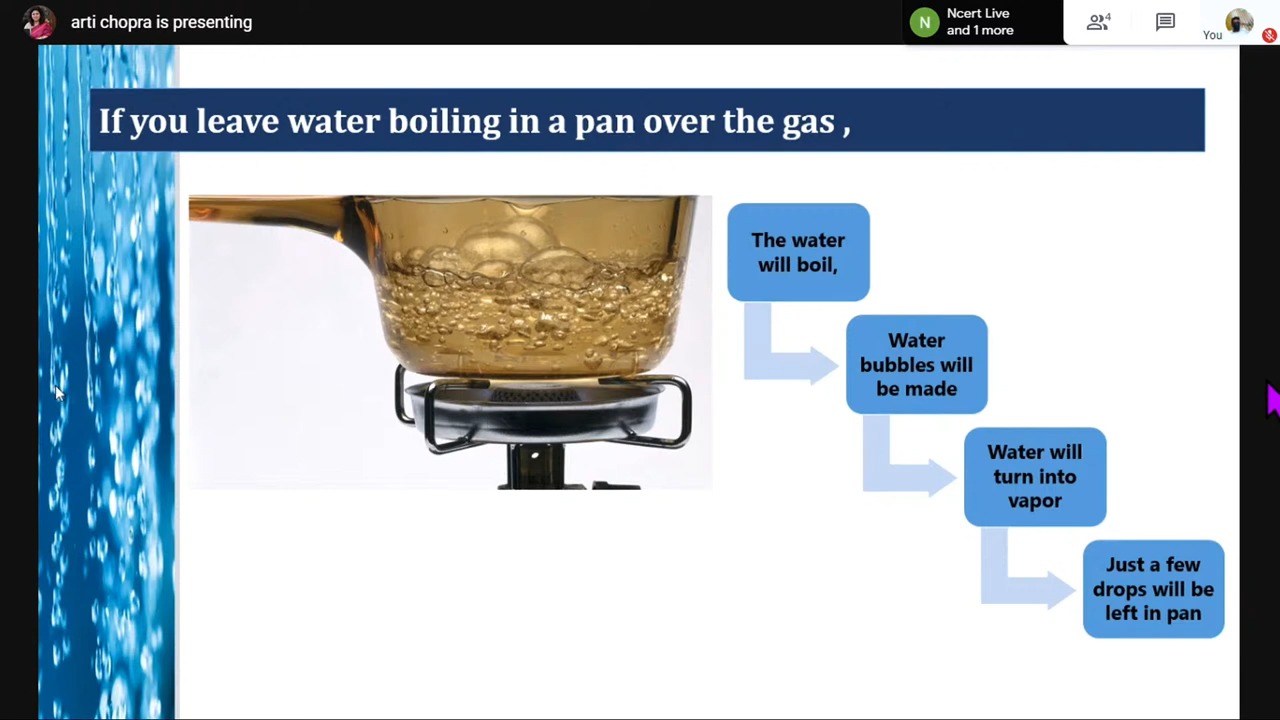 arti chopra is presenting
N
Ncert Live
and 1 more
4
You
If you leave water boiling in a pan over the gas ,
The water
will boil,
Water
bubbles will
be made
Water will
turn into
vapor
Just a few
drops will be
left in pan